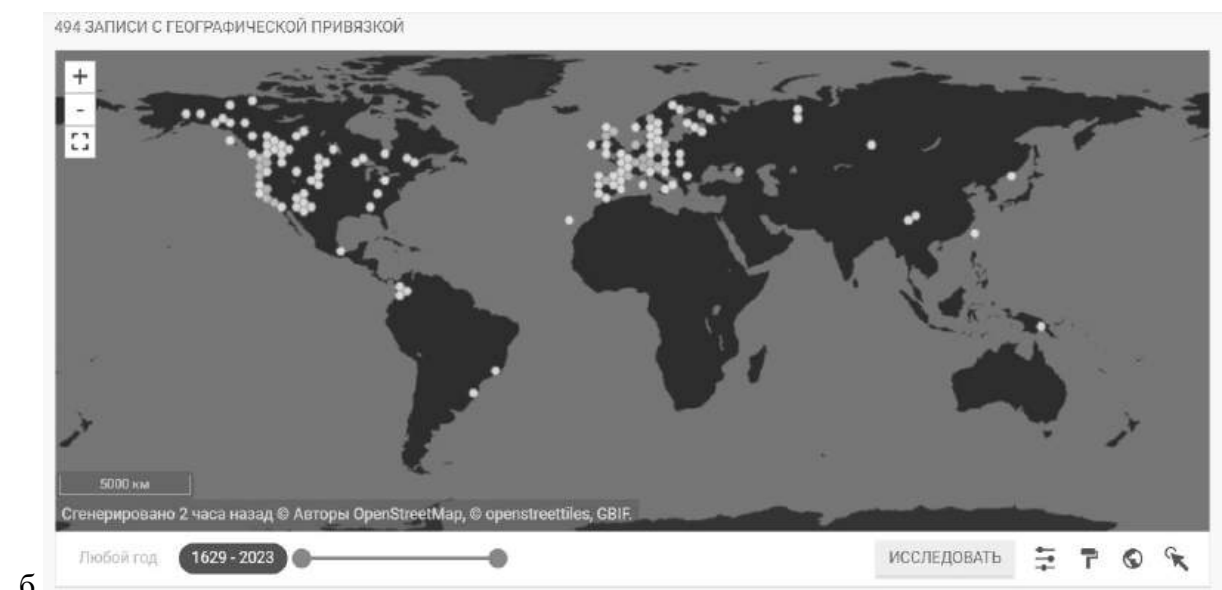 494 ЗАПИСИ С ГЕОГРАФИЧЕСКОЙ ПРИВЯЗКОЙ
+
-
5000 км
Сгенерировано 2 часа назад © Авторы OpenStreetMap, © openstreettiles, GBIF.
Любой год 1629 - 2023 ИССЛЕДОВАТЬ
б